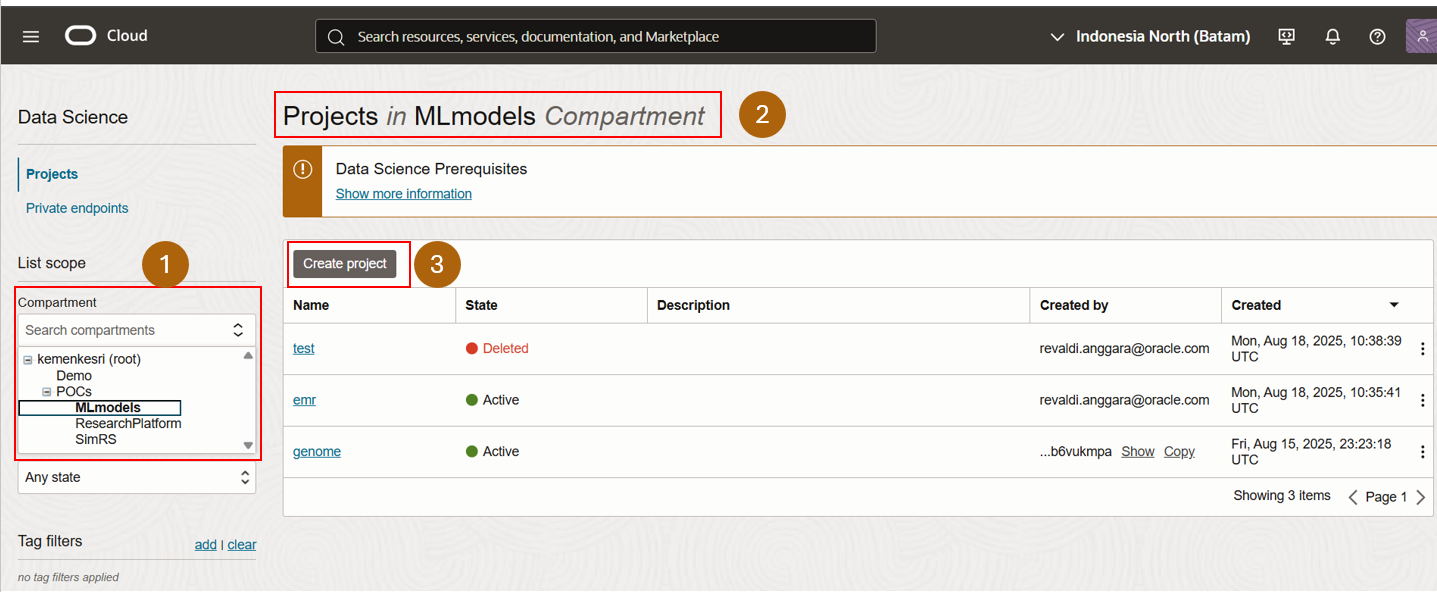 Cloud
Search resources, services, documentation, and Marketplace
Indonesia North (Batam)
Data Science
Projects
Private endpoints
List scope
1
Compartment
Search compartments
kemenkesri (root)
Demo
POCs
MLmodels
ResearchPlatform
SimRS
Any state
Tag filters
add | clear
no tag filters applied
Projects in MLmodels Compartment
2
Data Science Prerequisites
Show more information
Create project
3
Name State Description Created by Created
test Deleted revaldi.anggara@oracle.com Mon, Aug 18, 2025, 10:38:39
UTC
emr Active revaldi.anggara@oracle.com Mon, Aug 18, 2025, 10:35:41
UTC
genome Active ...b6vukmpa Show Copy Fri, Aug 15, 2025, 23:23:18
UTC
Showing 3 items Page 1